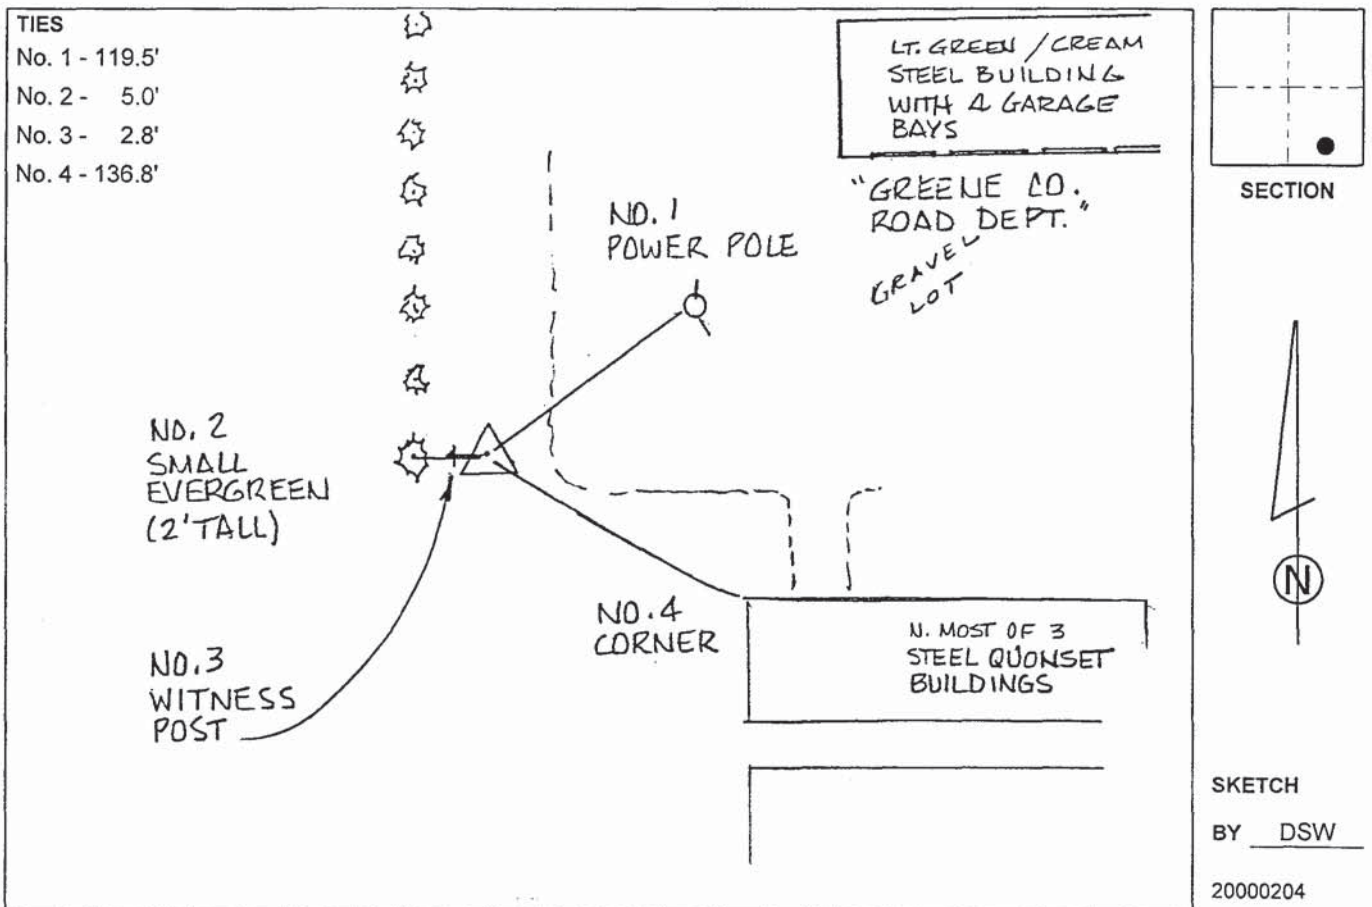 TIES
No. 1 - 119.5'
No. 2 - 5.0'
No. 3 - 2.8'
No. 4 - 136.8'
LT. GREEN / CREAM
STEEL BUILDING
WITH 4 GARAGE
BAYS
"GREENE CO.
ROAD DEPT."
GRAVEL
LOT
NO. 1
POWER POLE
NO. 2
SMALL
EVERGREEN
(2' TALL)
NO. 3
WITNESS
POST
NO. 4
CORNER
N. MOST OF 3
STEEL QUONSET
BUILDINGS
SECTION
N
SKETCH
BY DSW
20000204